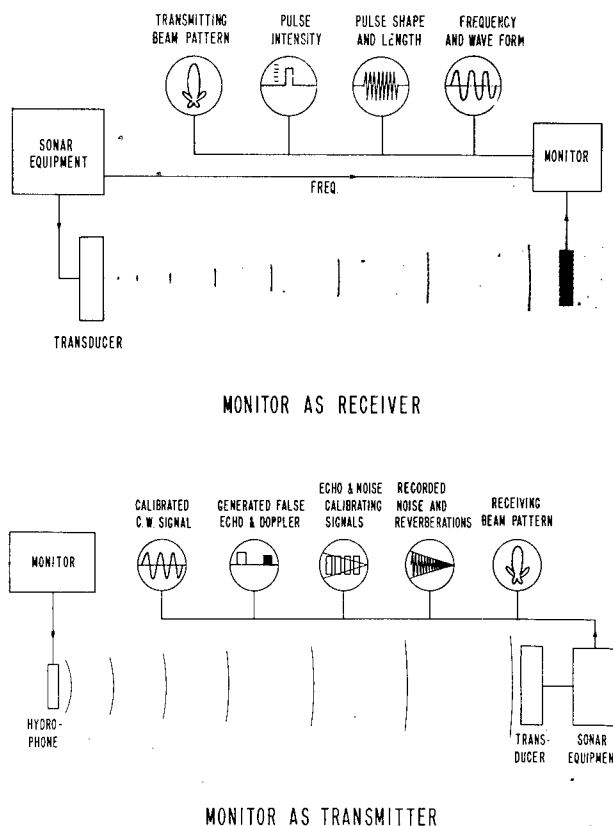 TRANSMITTING
BEAM PATTERN
PULSE
INTENSITY
PULSE SHAPE
AND LENGTH
FREQUENCY
AND WAVE FORM
SONAR
EQUIPMENT
MONITOR
FREQ.
TRANSDUCER
MONITOR AS RECEIVER
CALIBRATED
C.W. SIGNAL
GENERATED FALSE
ECHO & DOPPLER
ECHO & NOISE
CALIBRATING
SIGNALS
RECORDED
NOISE AND
REVERBERATIONS
RECEIVING
BEAM PATTERN
MONITOR
HYDRO-
PHONE
TRANS-
DUCER
SONAR
EQUIPMENT
MONITOR AS TRANSMITTER